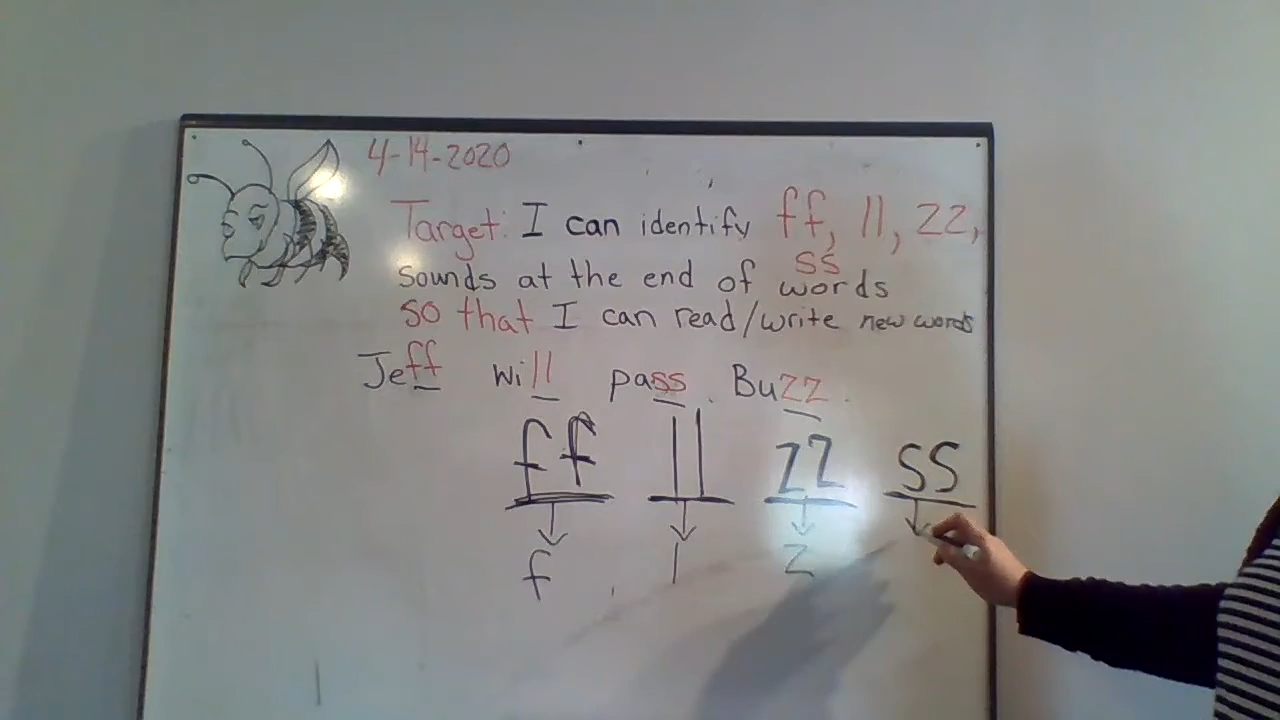 4-14-2020
Target: I can identify ff, ll, zz,
ss
sounds at the end of words
so that I can read/write new words
Jeff will pass Buzz.
ff ll zz ss
f l z